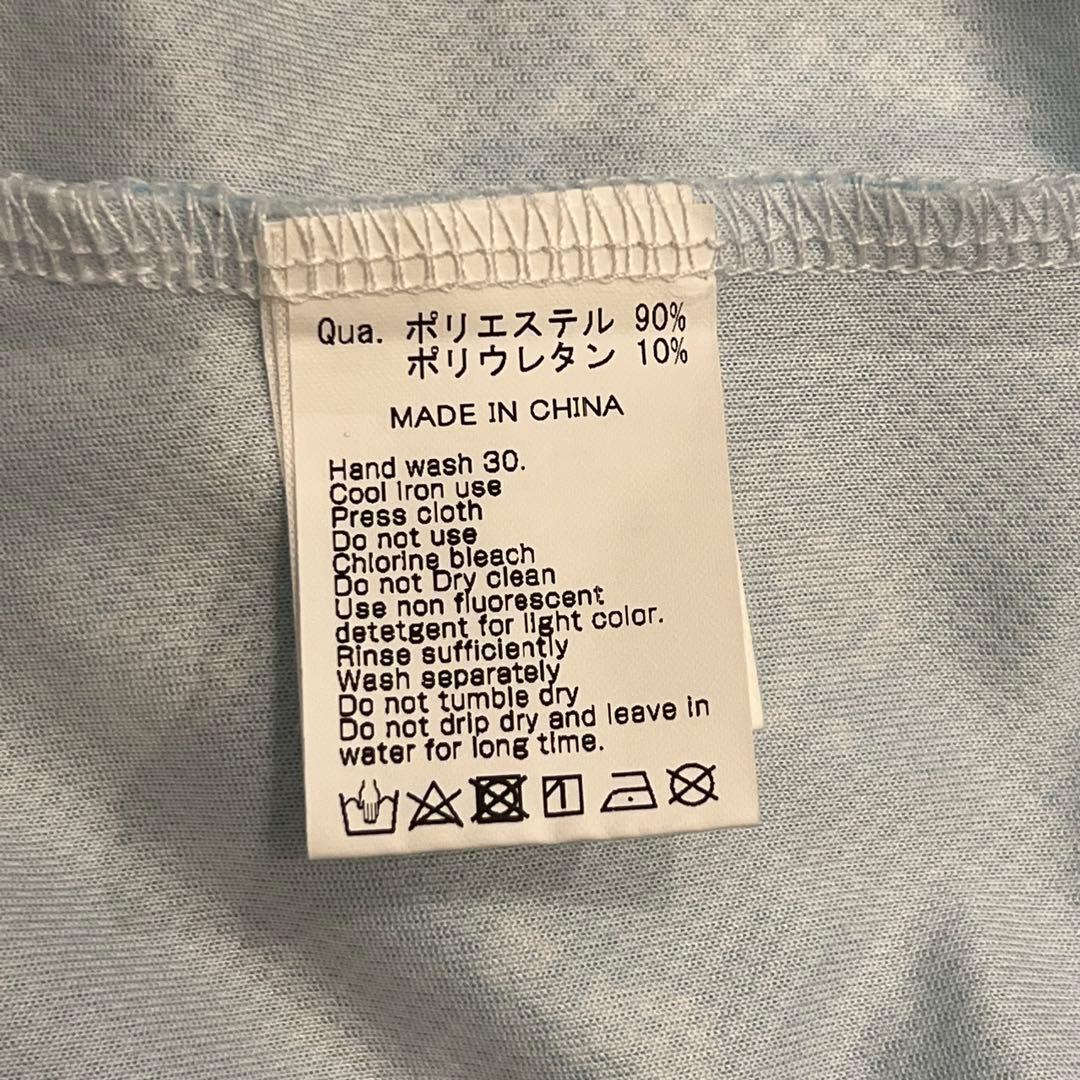 Qua. ポリエステル 90%
ポリウレタン 10%
MADE IN CHINA
Hand wash 30.
Cool iron use
Press cloth
Do not use
Chlorine bleach
Do not Dry clean
Use non fluorescent
detetgent for light color.
Rinse sufficiently
Wash separately
Do not tumble dry
Do not drip dry and leave in
water for long time.